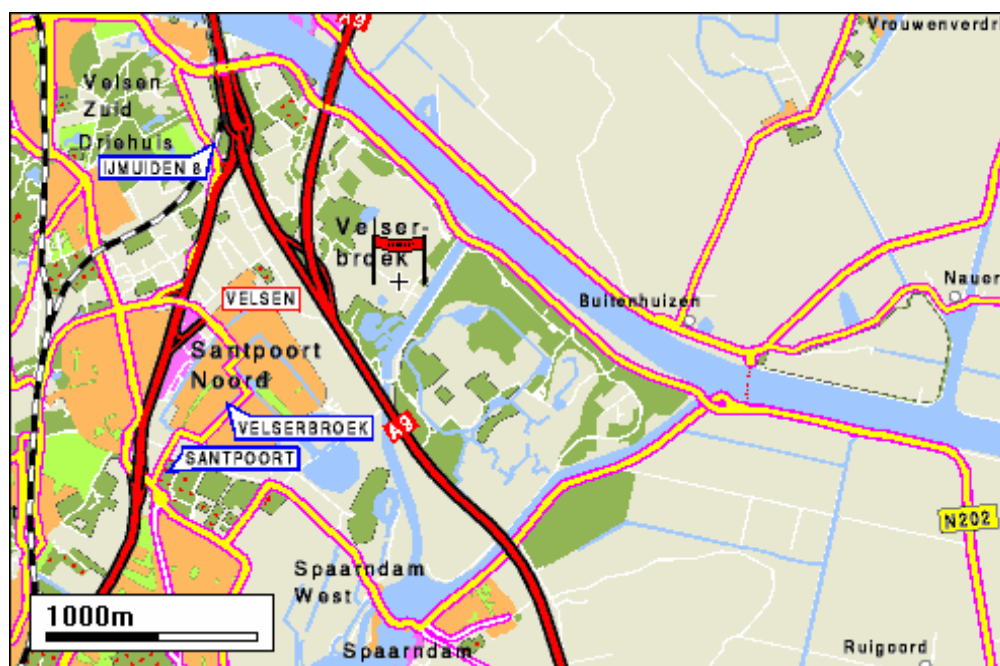 A9
Vrouwenverdr
Velsen
Zuid
Driehuis
IJMUIDEN 8
Velser-
broek
VELSEN
Buitenhuizen
Nauer
Santpoort
Noord
VELSERBROEK
A9
SANTPOORT
N202
Spaarndam
West
1000m
Spaarndam
Ruigoord